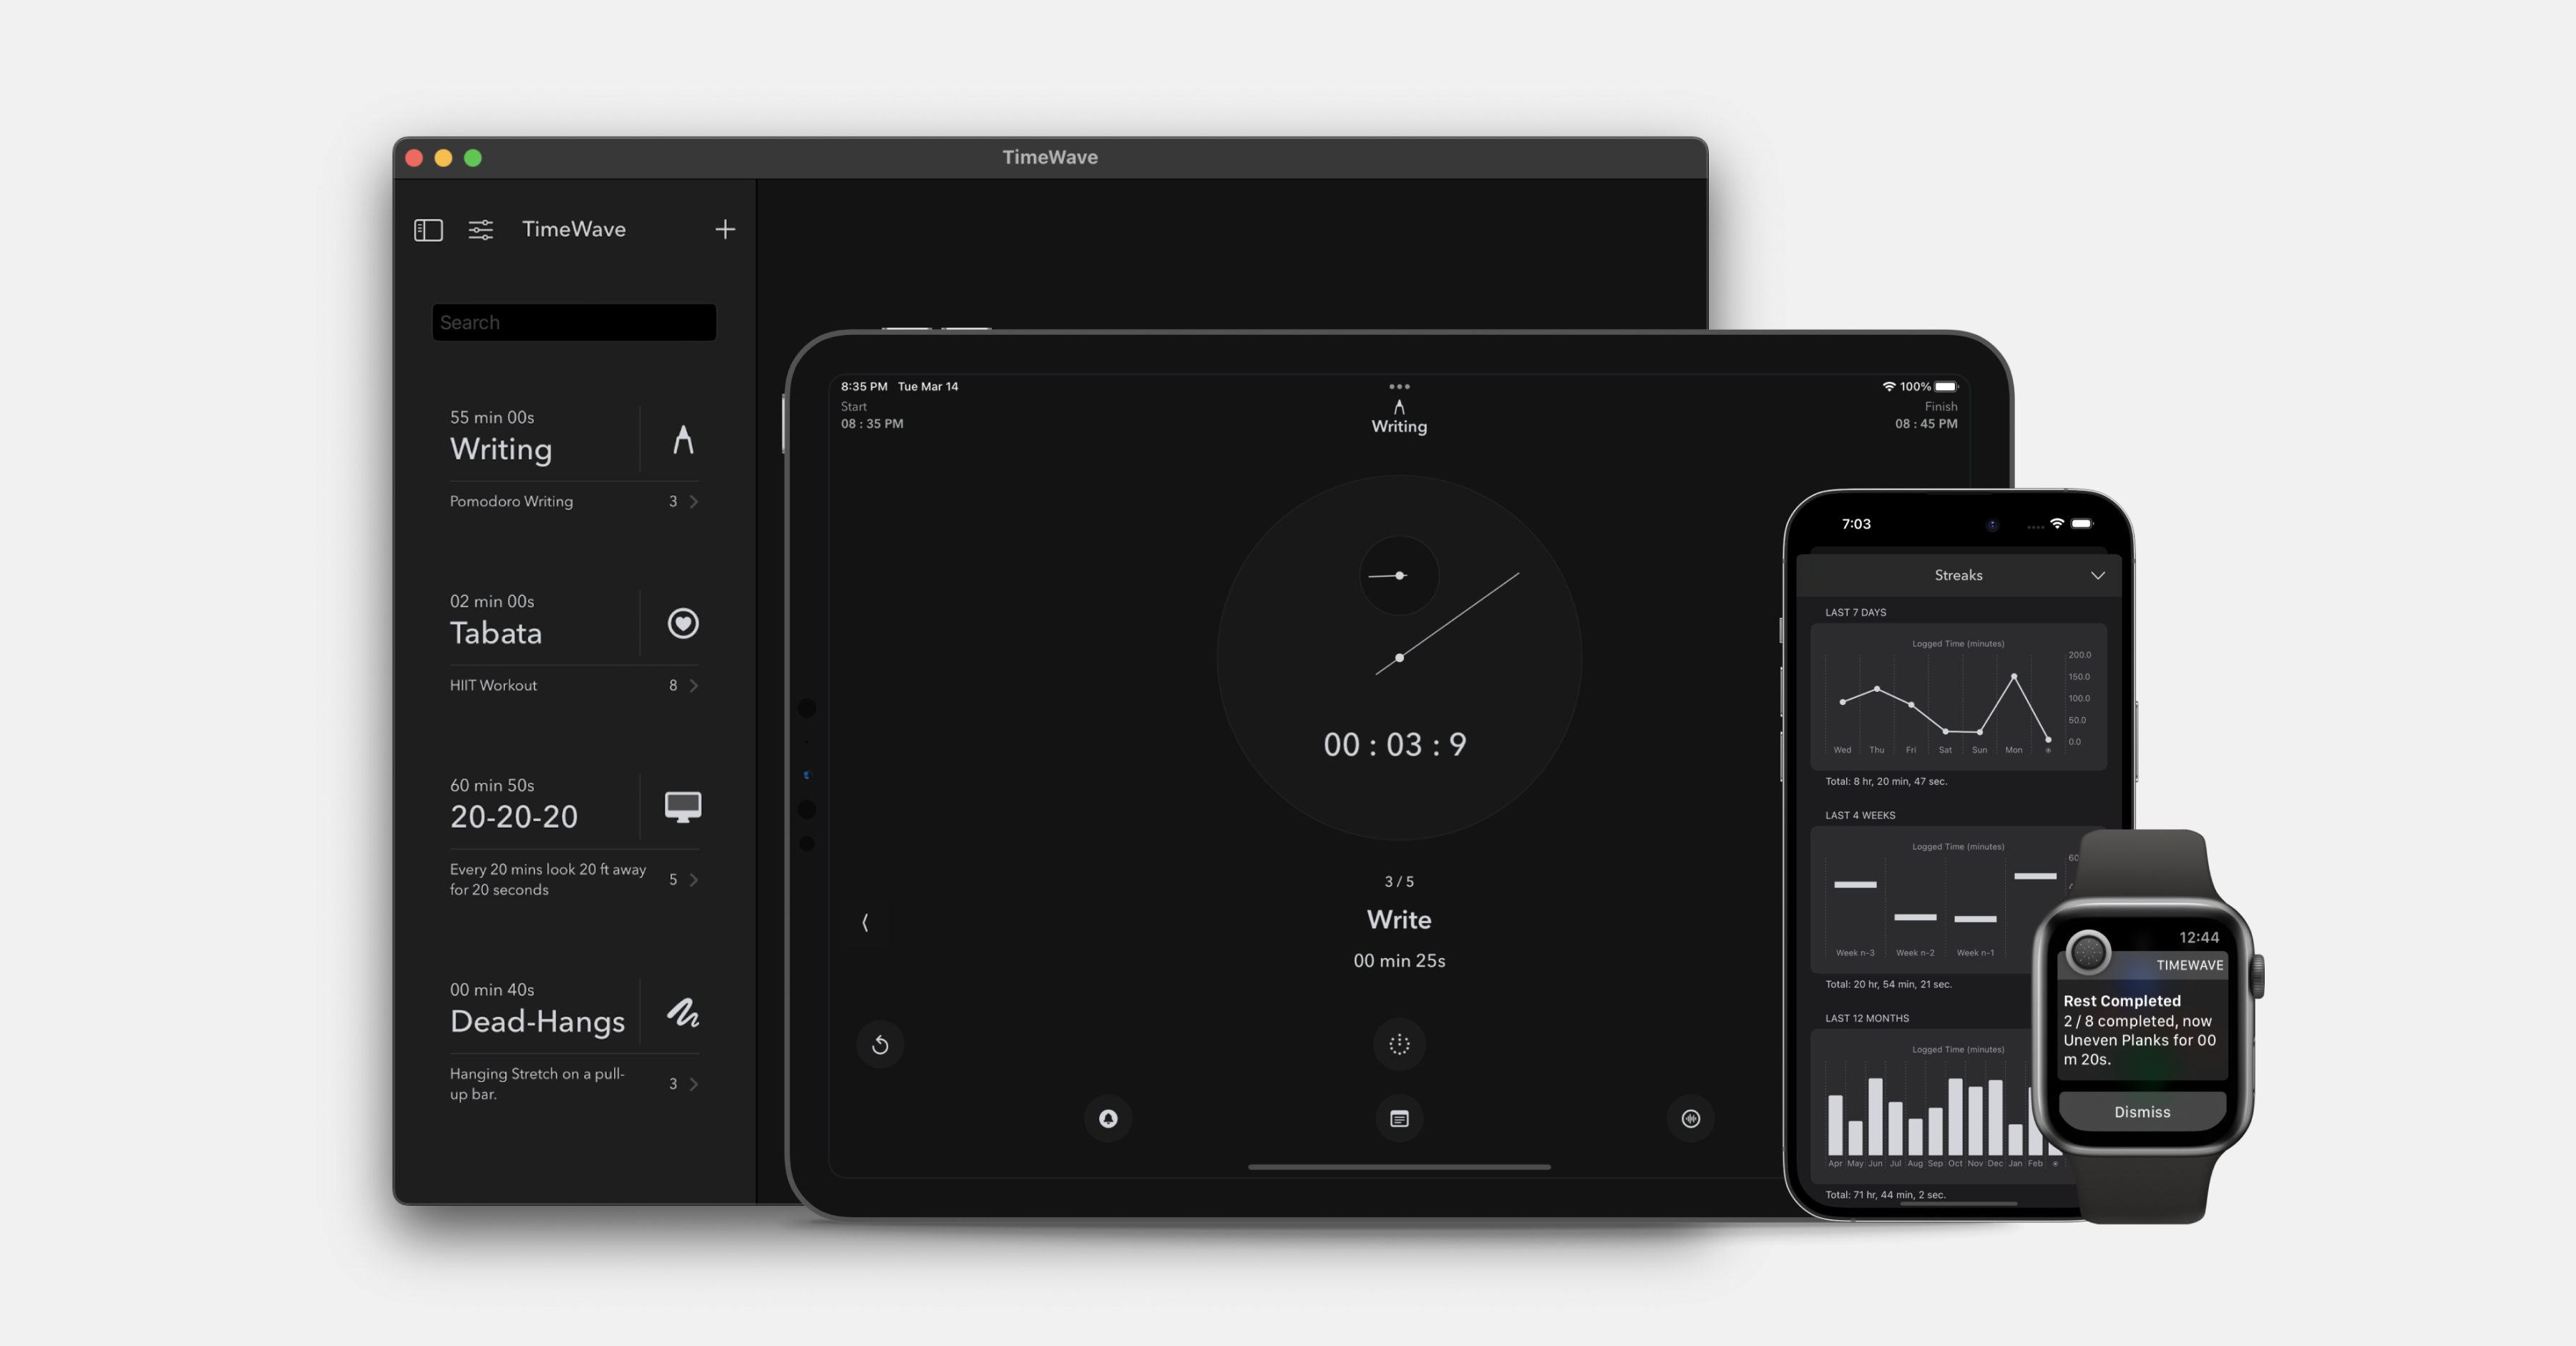 TimeWave
TimeWave
Search
55 min 00s
Writing
Pomodoro Writing 3
02 min 00s
Tabata
HIIT Workout 8
60 min 50s
20-20-20
Every 20 mins look 20 ft away
for 20 seconds
5
00 min 40s
Dead-Hangs
Hanging Stretch on a pull-
up bar.
3
8:35 PM Tue Mar 14
100%
Start
Finish
08 : 35 PM
Writing
08 : 45 PM
00 : 03 : 9
3 / 5
Write
00 min 25s
7:03
Streaks
LAST 7 DAYS
Logged Time (minutes)
200.0
150.0
100.0
50.0
0.0
Wed Thu Fri Sat Sun Mon
Total: 8 hr, 20 min, 47 sec.
LAST 4 WEEKS
Logged Time (minutes)
Week n-3 Week n-2 Week n-1
Total: 20 hr, 54 min, 21 sec.
LAST 12 MONTHS
Logged Time (minutes)
Apr May Jun Jul Aug Sep Oct Nov Dec Jan Feb
Total: 71 hr, 44 min, 2 sec.
12:44
TIMEWAVE
Rest Completed
2 / 8 completed, now
Uneven Planks for 00
m 20s.
Dismiss